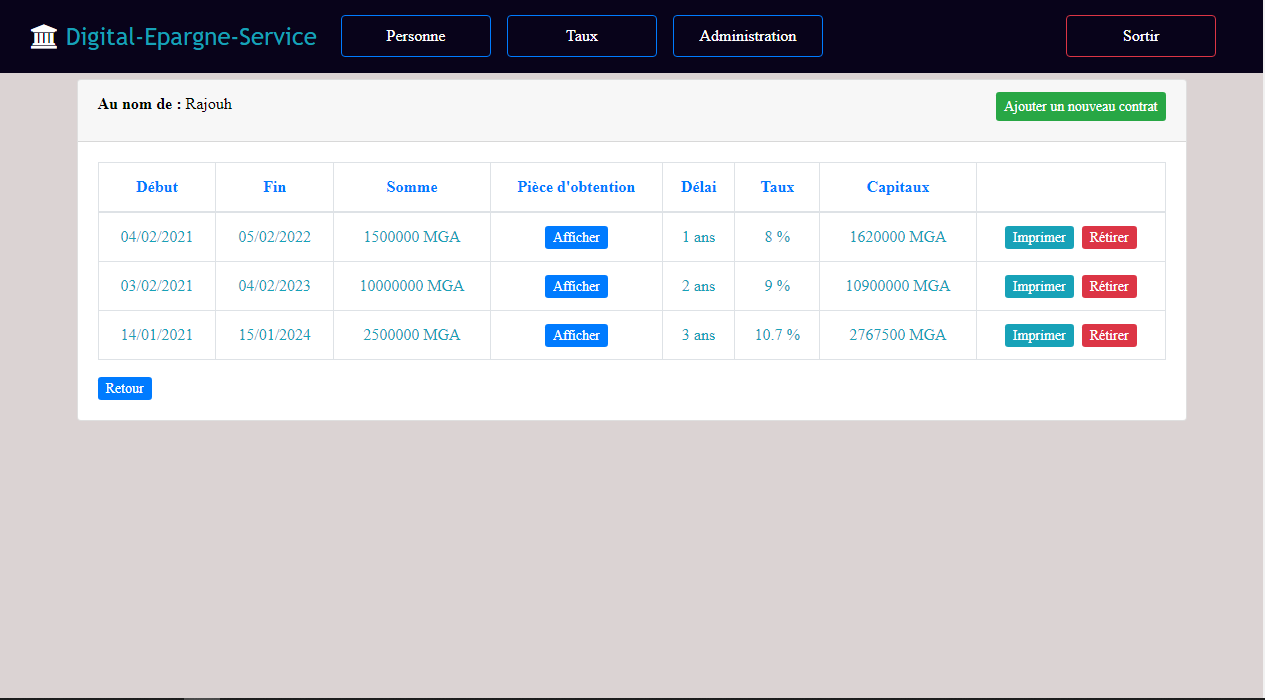 Digital-Epargne-Service Personne Taux Administration Sortir
Au nom de : Rajouh Ajouter un nouveau contrat
Début Fin Somme Pièce d'obtention Délai Taux Capitaux
04/02/2021 05/02/2022 1500000 MGA Afficher 1 ans 8 % 1620000 MGA Imprimer Rétirer
03/02/2021 04/02/2023 10000000 MGA Afficher 2 ans 9 % 10900000 MGA Imprimer Rétirer
14/01/2021 15/01/2024 2500000 MGA Afficher 3 ans 10.7 % 2767500 MGA Imprimer Rétirer
Retour